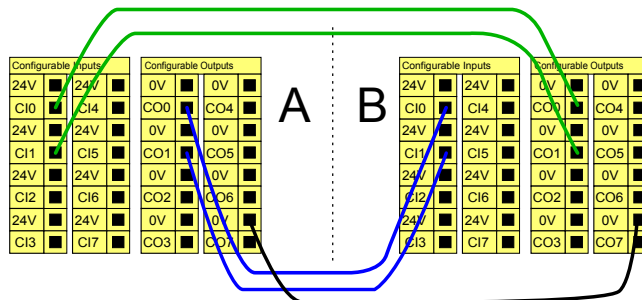 Configurable Inputs Configurable Outputs A B Configurable Inputs Configurable Outputs
24V 24V 0V 0V 24V 24V 0V 0V
CI0 CI4 CO0 CO4 CI0 CI4 CO0 CO4
24V 24V 0V 0V 24V 24V 0V 0V
CI1 CI5 CO1 CO5 CI1 CI5 CO1 CO5
24V 24V 0V 0V 24V 24V 0V 0V
CI2 CI6 CO2 CO6 CI2 CI6 CO2 CO6
24V 24V 0V 0V 24V 24V 0V 0V
CI3 CI7 CO3 CO7 CI3 CI7 CO3 CO7